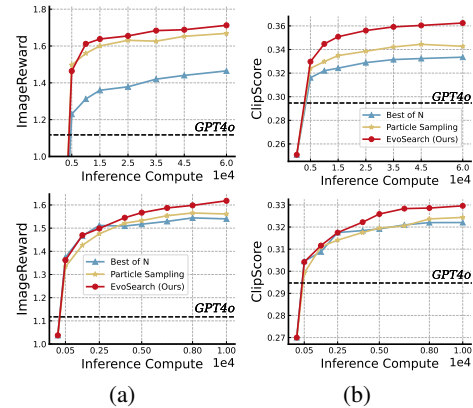 ImageReward
1.8
1.6
1.4
1.2
1.0
GPT4o
0.5 1.5 2.5 3.5 4.5 6.0
Inference Compute 1e4
ClipScore
0.36
0.34
0.32
0.30
0.28
0.26
GPT4o
Best of N
Particle Sampling
EvoSearch (Ours)
0.5 1.5 2.5 3.5 4.5 6.0
Inference Compute 1e4
ImageReward
1.6
1.5
1.4
1.3
1.2
1.1
1.0
Best of N
Particle Sampling
EvoSearch (Ours)
GPT4o
0.05 0.25 0.50 0.80 1.00
Inference Compute 1e4
ClipScore
0.33
0.32
0.31
0.30
0.29
0.28
0.27
GPT4o
0.05 0.25 0.50 0.80 1.00
Inference Compute 1e4
(a)
(b)